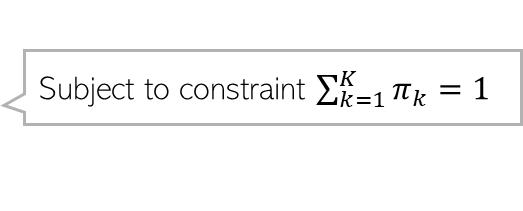 Subject to constraint ∑_{k=1}^{K} π_k = 1